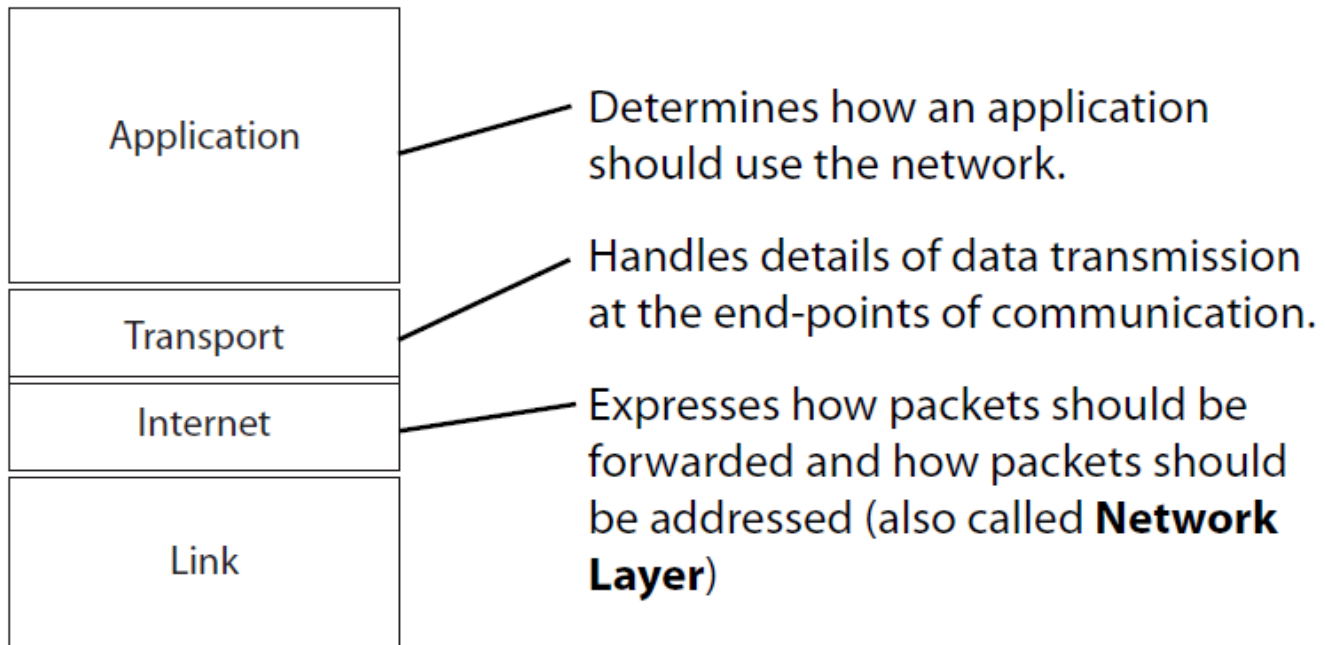 Application
Determines how an application
should use the network.
Transport
Handles details of data transmission
at the end-points of communication.
Internet
Expresses how packets should be
forwarded and how packets should
be addressed (also called Network
Layer)
Link